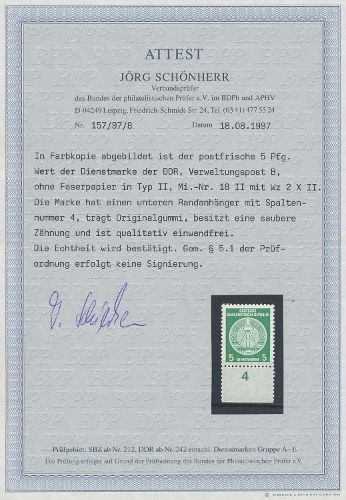 ATTEST
JÖRG SCHÖNHERR
Verbandsprüfer
des Bundes der philatelistischen Prüfer e.V. im BDPh und APHV
D 04249 Leipzig, Friedrich-Schmidt-Str. 24, Tel. (03 41) 477 55 24
Nr. 157/97/8 Datum 18.08.1997
In Farbkopie abgebildet ist der postfrische 5 Pfg.
Wert der Dienstmarke der DDR, Verwaltungspost B,
ohne Faserpapier in Typ II, Mi.-Nr. 18 II mit Wz 2 X II.
Die Marke hat einen unteren Randanhänger mit Spalten-
nummer 4, trägt Originalgummi, besitzt eine saubere
Zähnung und ist qualitativ einwandfrei.
Die Echtheit wird bestätigt. Gem. § 5.1 der Prüf-
ordnung erfolgt keine Signierung.
DEUTSCHE
DEMOKRATISCHE REPUBLIK
5 5
DIENSTMARKE
4
Prüfgebiet: SBZ ab Nr. 212, DDR ab Nr. 242 einschl. Dienstmarken Gruppe A - E
Die Prüfung erfolgte auf Grund der Prüfordnung des Bundes der Philatelistischen Prüfer e.V.